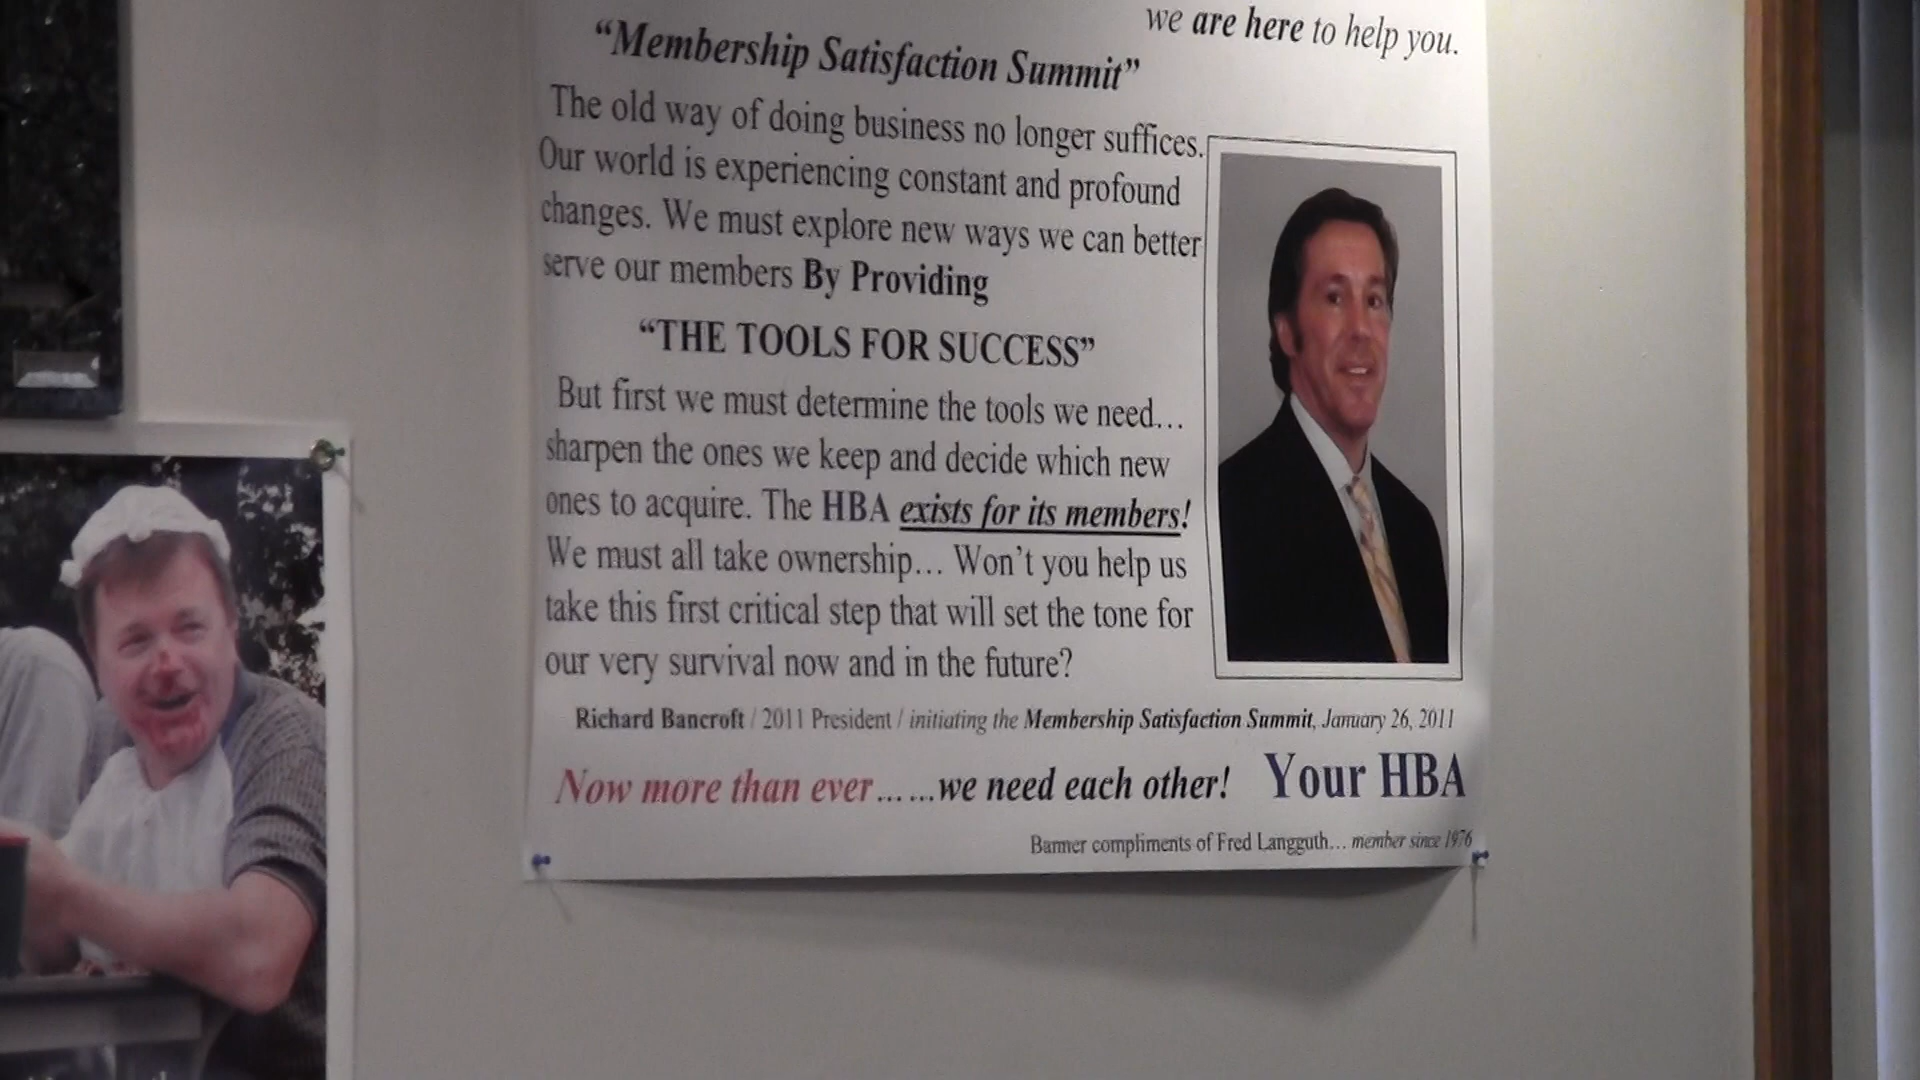 we are here to help you.
“Membership Satisfaction Summit”
The old way of doing business no longer suffices.
Our world is experiencing constant and profound
changes. We must explore new ways we can better
serve our members By Providing
“THE TOOLS FOR SUCCESS”
But first we must determine the tools we need…
sharpen the ones we keep and decide which new
ones to acquire. The HBA exists for its members!
We must all take ownership… Won’t you help us
take this first critical step that will set the tone for
our very survival now and in the future?
Richard Bancroft / 2011 President / initiating the Membership Satisfaction Summit, January 26, 2011
Now more than ever……we need each other! Your HBA
Banner compliments of Fred Langguth… member since 1976